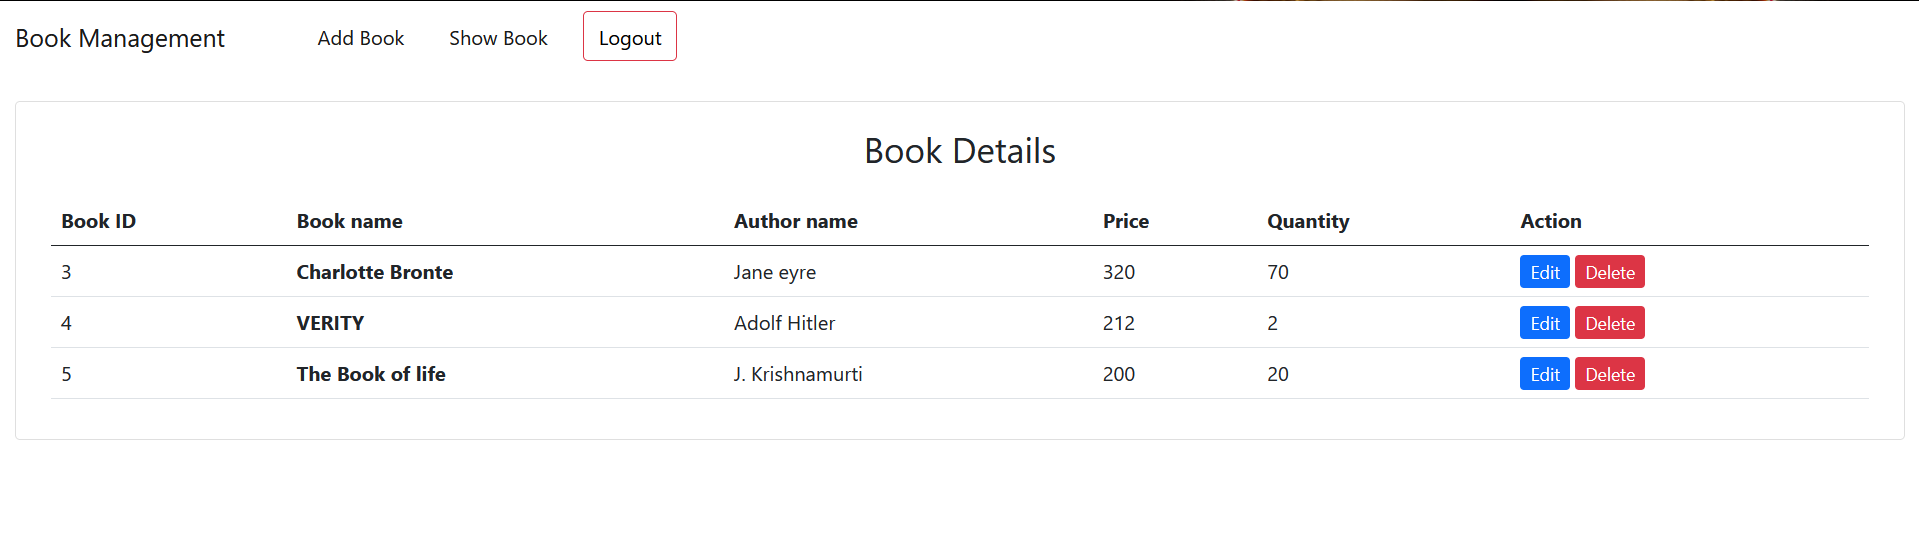 Book Management Add Book Show Book Logout
Book Details
Book ID Book name Author name Price Quantity Action
3 Charlotte Bronte Jane eyre 320 70 Edit Delete
4 VERITY Adolf Hitler 212 2 Edit Delete
5 The Book of life J. Krishnamurti 200 20 Edit Delete